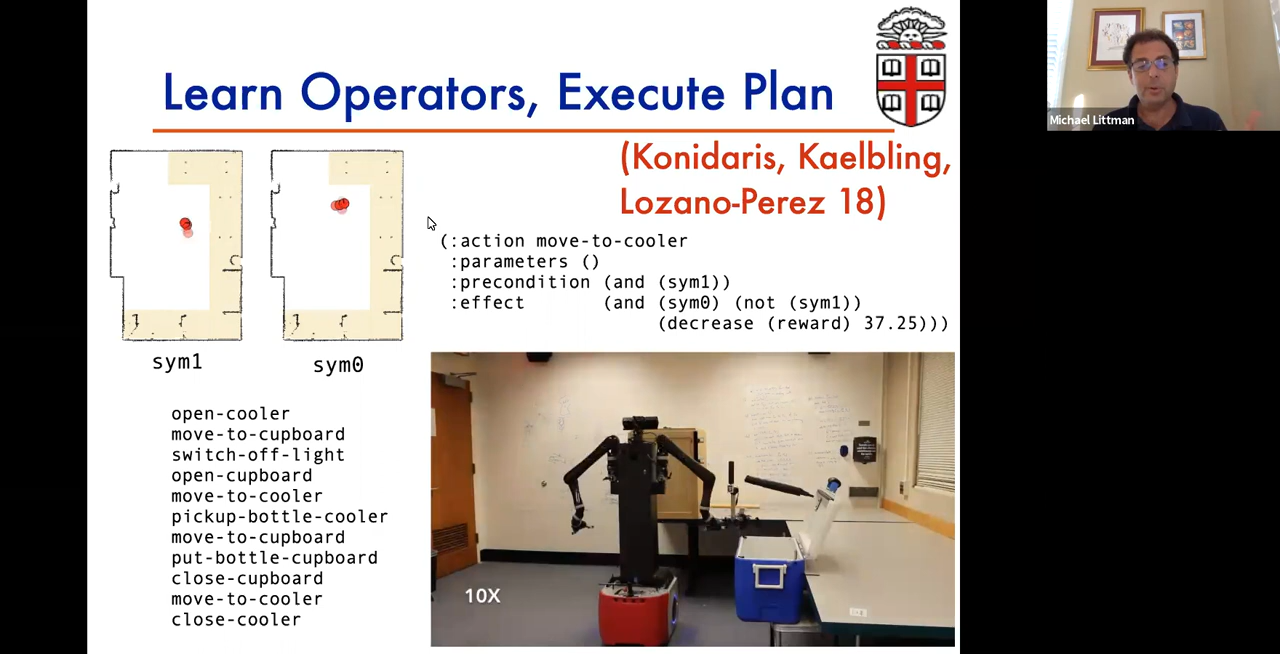 Learn Operators, Execute Plan
(Konidaris, Kaelbling,
Lozano-Perez 18)
Michael Littman
sym1
sym0
(:action move-to-cooler
:parameters ()
:precondition (and (sym1))
:effect (and (sym0) (not (sym1))
(decrease (reward) 37.25)))
open-cooler
move-to-cupboard
switch-off-light
open-cupboard
move-to-cooler
pickup-bottle-cooler
move-to-cupboard
put-bottle-cupboard
close-cupboard
move-to-cooler
close-cooler
10X